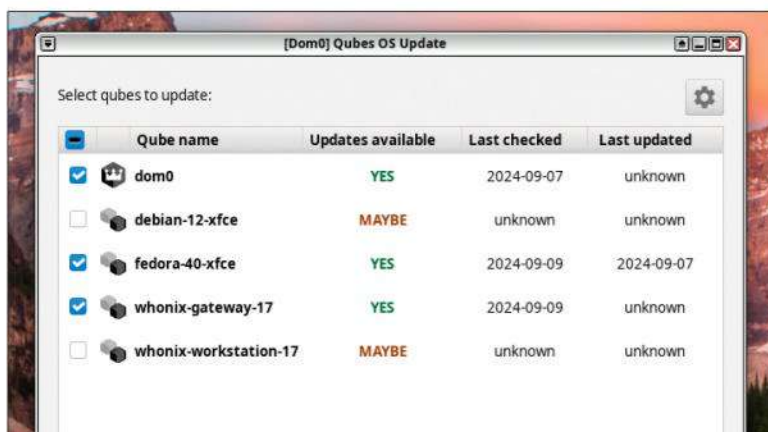 [Dom0] Qubes OS Update
Select qubes to update:
Qube name Updates available Last checked Last updated
dom0 YES 2024-09-07 unknown
debian-12-xfce MAYBE unknown unknown
fedora-40-xfce YES 2024-09-09 2024-09-07
whonix-gateway-17 YES 2024-09-09 unknown
whonix-workstation-17 MAYBE unknown unknown